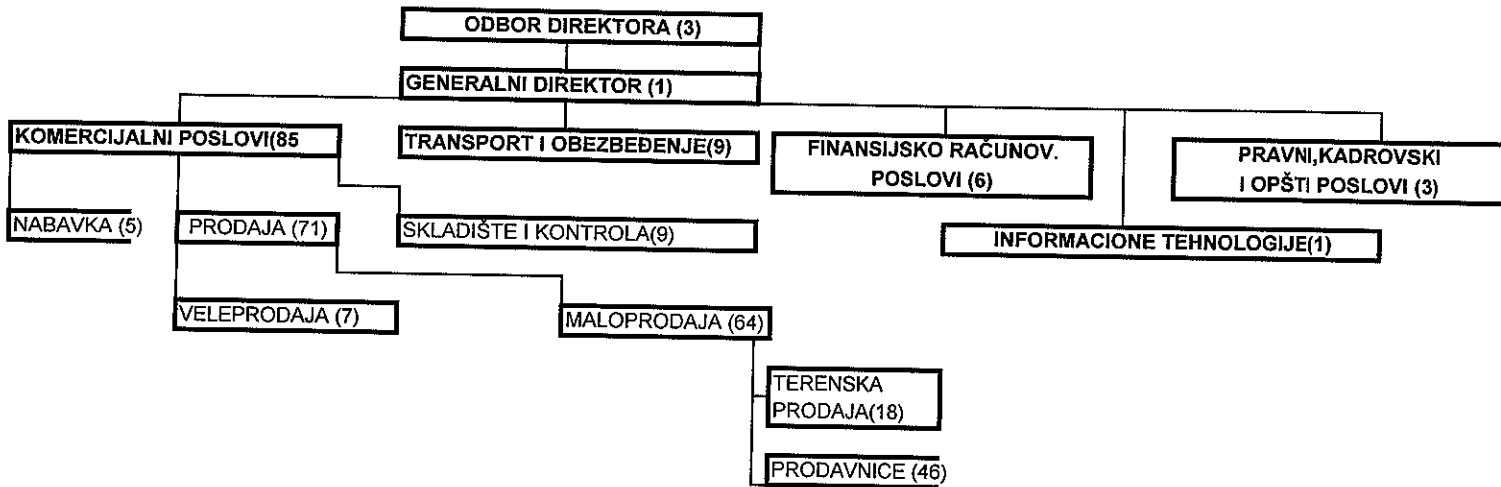 ODBOR DIREKTORA (3)
GENERALNI DIREKTOR (1)
KOMERCIJALNI POSLOVI(85
TRANSPORT I OBEZBEĐENJE(9)
FINANSIJSKO RAČUNOV.
POSLOVI (6)
PRAVNI,KADROVSKI
I OPŠTI POSLOVI (3)
NABAVKA (5)
PRODAJA (71)
SKLADIŠTE I KONTROLA(9)
INFORMACIONE TEHNOLOGIJE(1)
VELEPRODAJA (7)
MALOPRODAJA (64)
TERENSKA
PRODAJA(18)
PRODAVNICE (46)